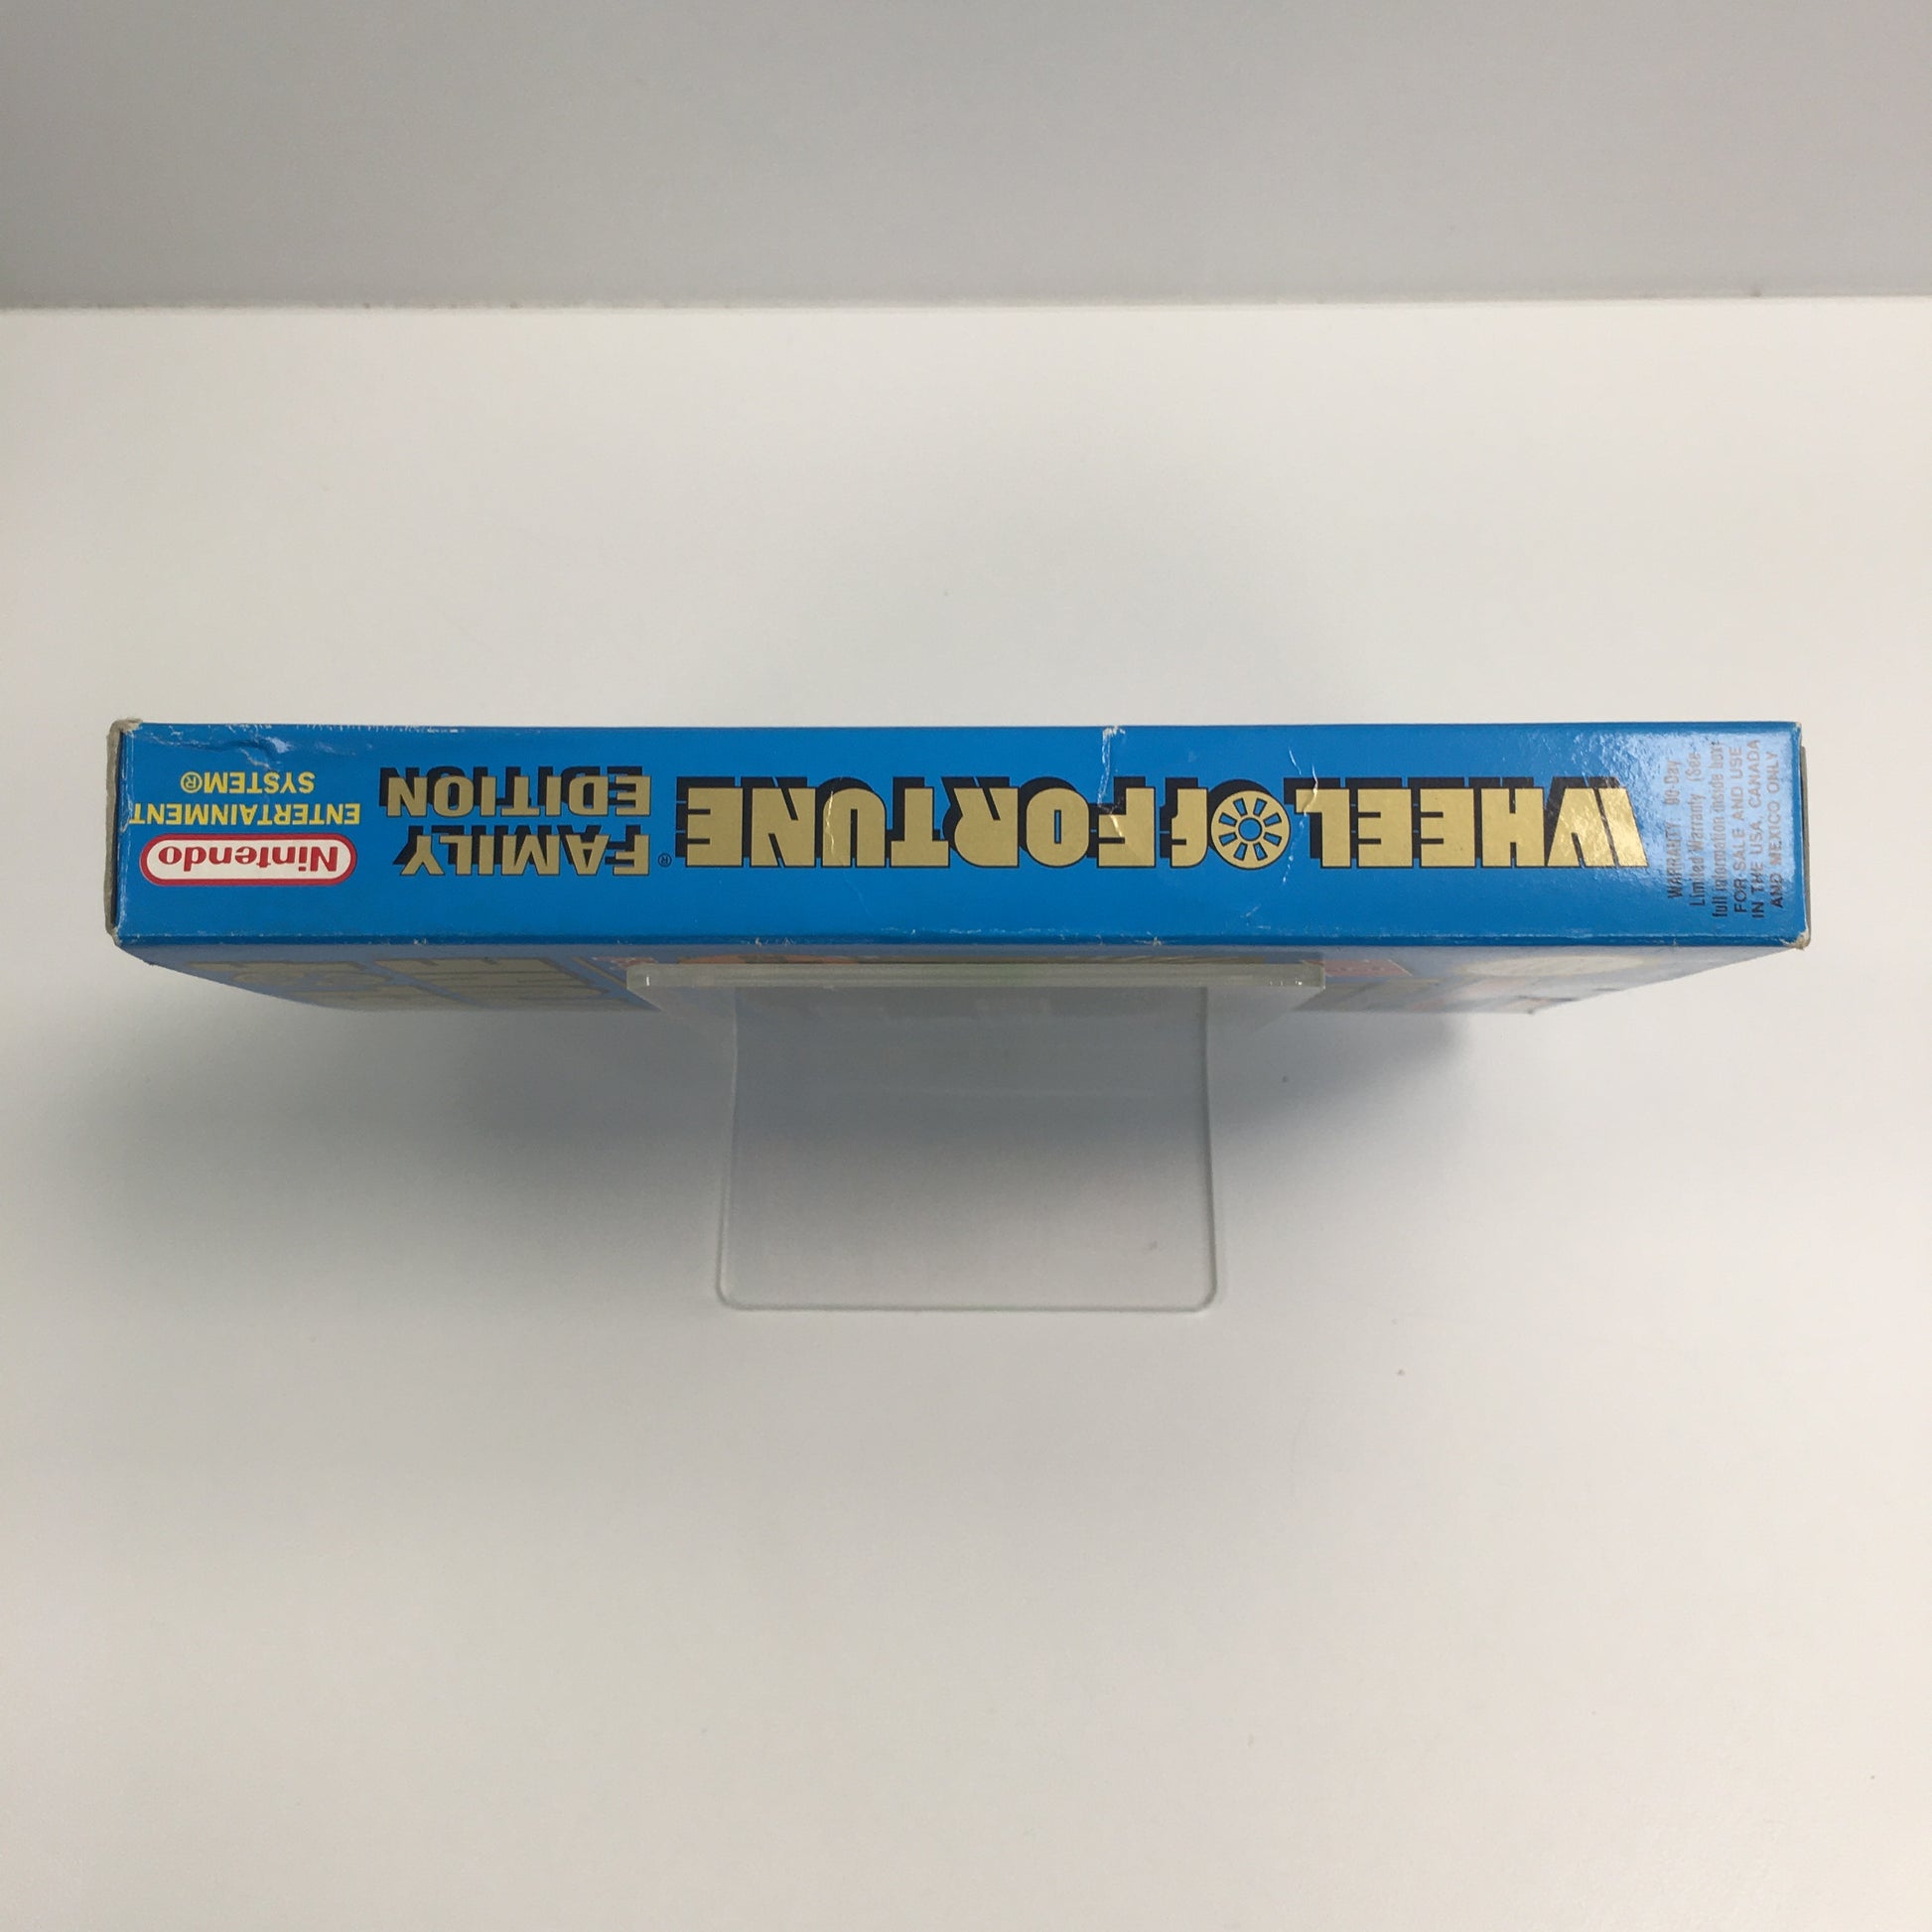 WHEEL of FORTUNE®
FAMILY
EDITION
Nintendo
ENTERTAINMENT
SYSTEM®
WARRANTY: 90-Day
Limited Warranty (See
full information inside box)
FOR SALE AND USE
IN THE USA, CANADA
AND MEXICO ONLY